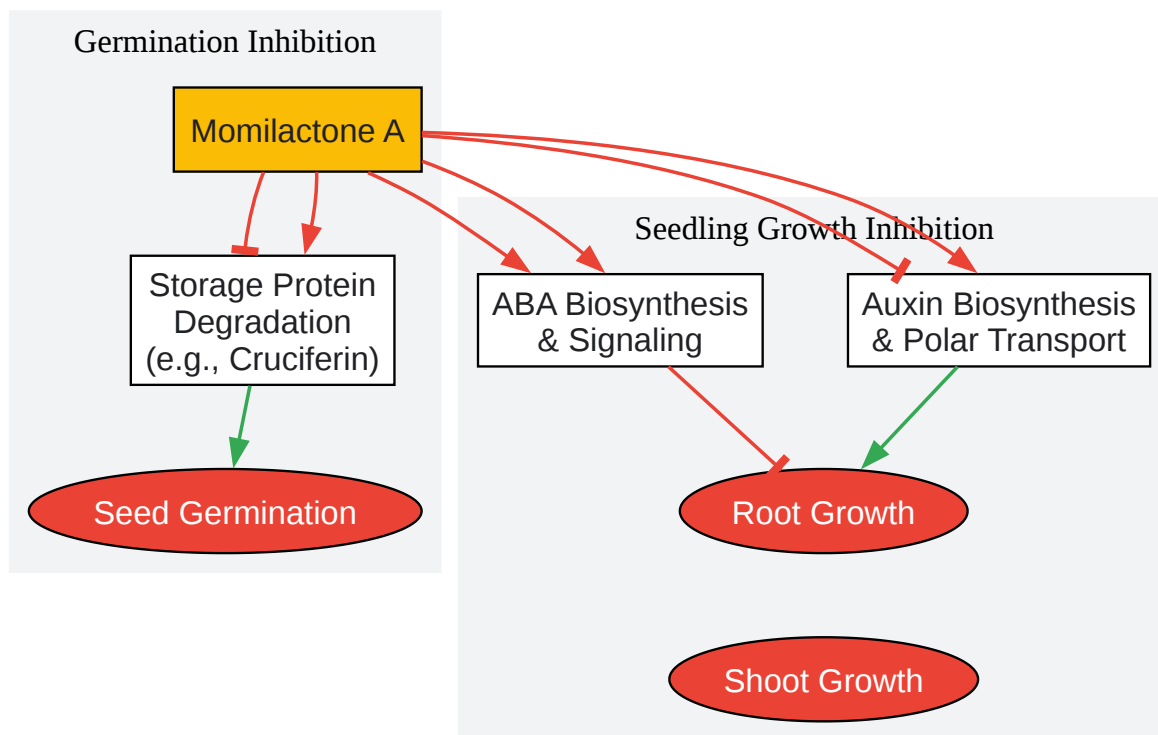 Germination Inhibition
Momilactone A
Seedling Growth Inhibition
Storage Protein
Degradation
(e.g., Cruciferin)
ABA Biosynthesis
& Signaling
Auxin Biosynthesis
& Polar Transport
Seed Germination
Root Growth
Shoot Growth